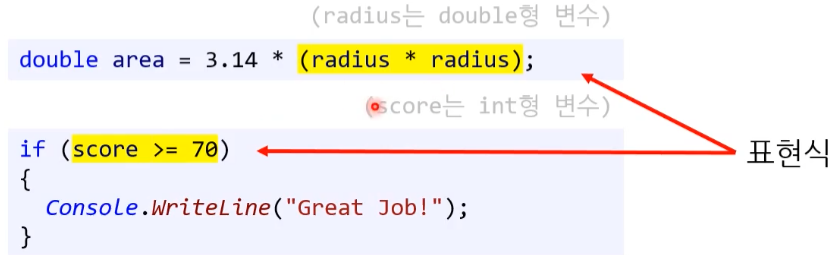 (radius는 double형 변수)
double area = 3.14 * (radius * radius);
(score는 int형 변수)
if (score >= 70)
표현식
{
Console.WriteLine("Great Job!");
}